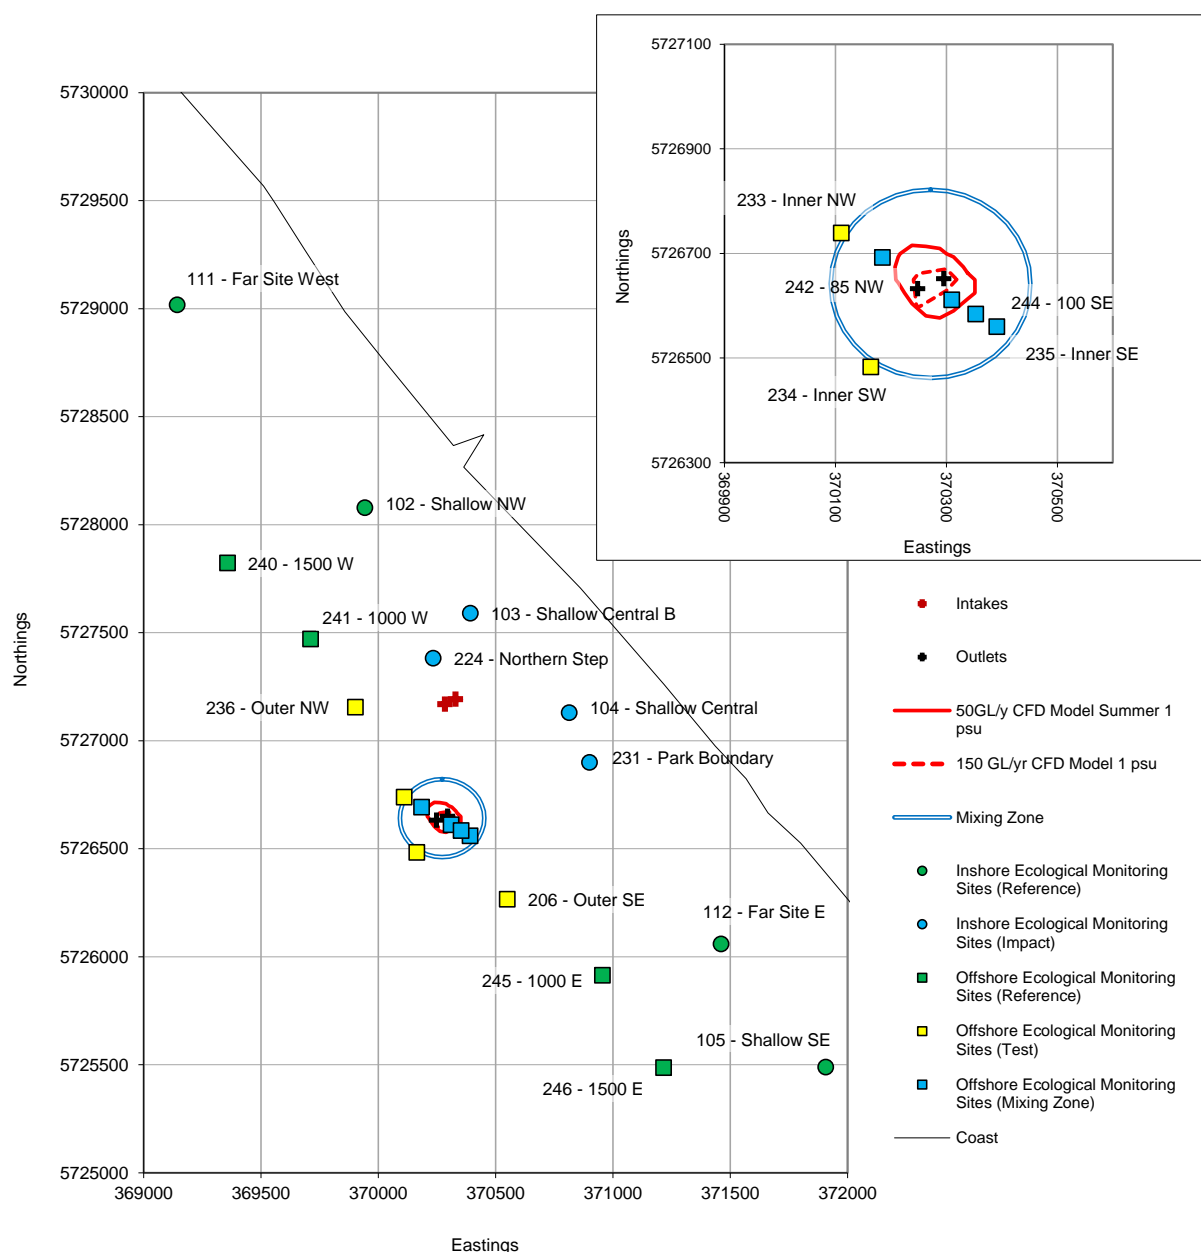 5727100
5726900
5726700
5726500
5726300
Northings
233 - Inner NW
242 - 85 NW
244 - 100 SE
235 - Inner SE
234 - Inner SW
369900
370100
370300
370500
Eastings
5730000
5729500
5729000
5728500
5728000
5727500
5727000
5726500
5726000
5725500
5725000
Northings
111 - Far Site West
102 - Shallow NW
240 - 1500 W
241 - 1000 W
103 - Shallow Central B
224 - Northern Step
236 - Outer NW
104 - Shallow Central
231 - Park Boundary
206 - Outer SE
112 - Far Site E
245 - 1000 E
105 - Shallow SE
246 - 1500 E
369000
369500
370000
370500
371000
371500
372000
Eastings
Intakes
Outlets
50GL/y CFD Model Summer 1
psu
150 GL/yr CFD Model 1 psu
Mixing Zone
Inshore Ecological Monitoring
Sites (Reference)
Inshore Ecological Monitoring
Sites (Impact)
Offshore Ecological Monitoring
Sites (Reference)
Offshore Ecological Monitoring
Sites (Test)
Offshore Ecological Monitoring
Sites (Mixing Zone)
Coast